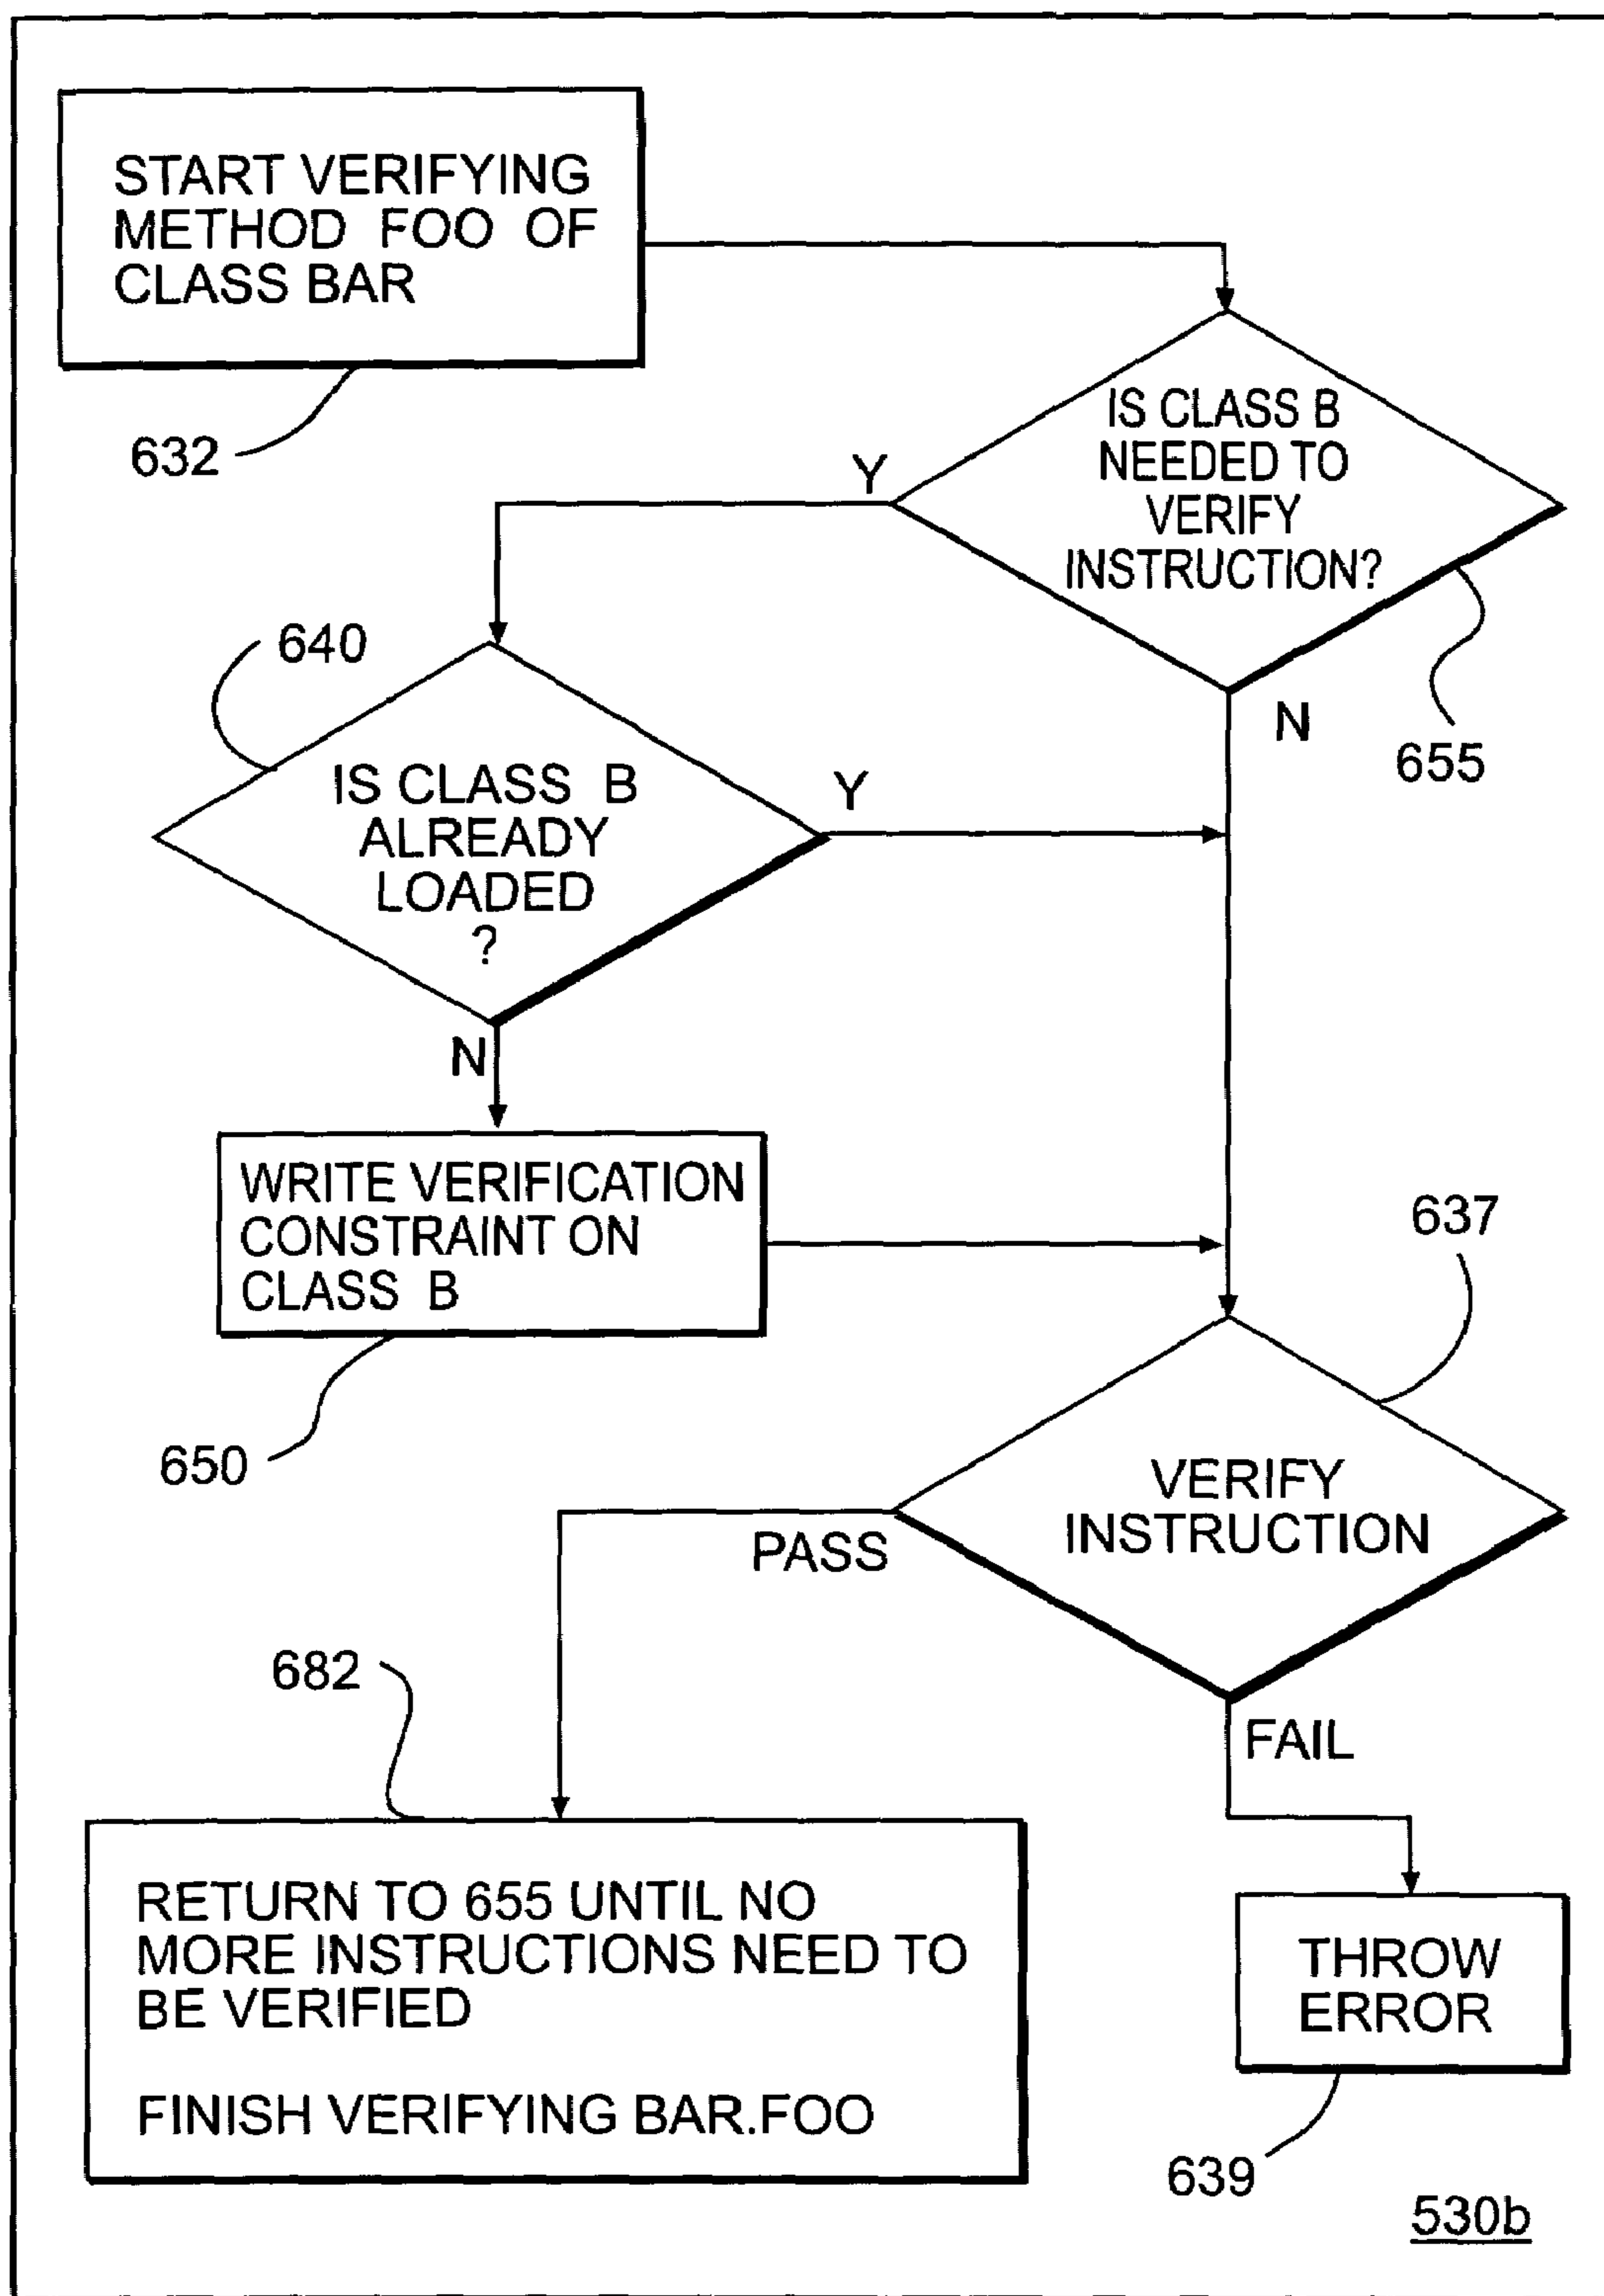 START VERIFYING
METHOD FOO OF
CLASS BAR
632
IS CLASS B
NEEDED TO
VERIFY
INSTRUCTION?
Y
N
655
640
IS CLASS B
ALREADY
LOADED
?
Y
N
WRITE VERIFICATION
CONSTRAINT ON
CLASS B
650
637
VERIFY
INSTRUCTION
PASS
FAIL
682
RETURN TO 655 UNTIL NO
MORE INSTRUCTIONS NEED TO
BE VERIFIED
FINISH VERIFYING BAR.FOO
THROW
ERROR
639
530b